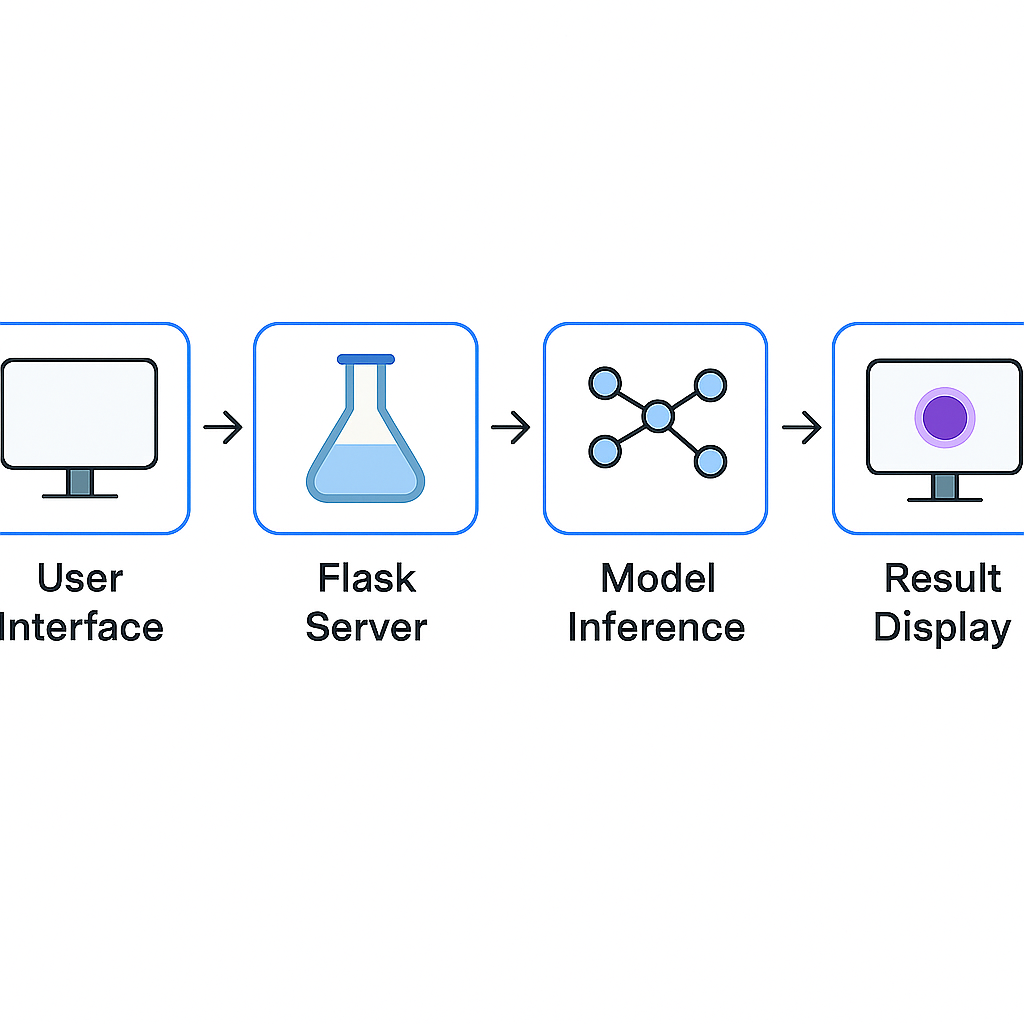 User
Interface
Flask
Server
Model
Inference
Result
Display